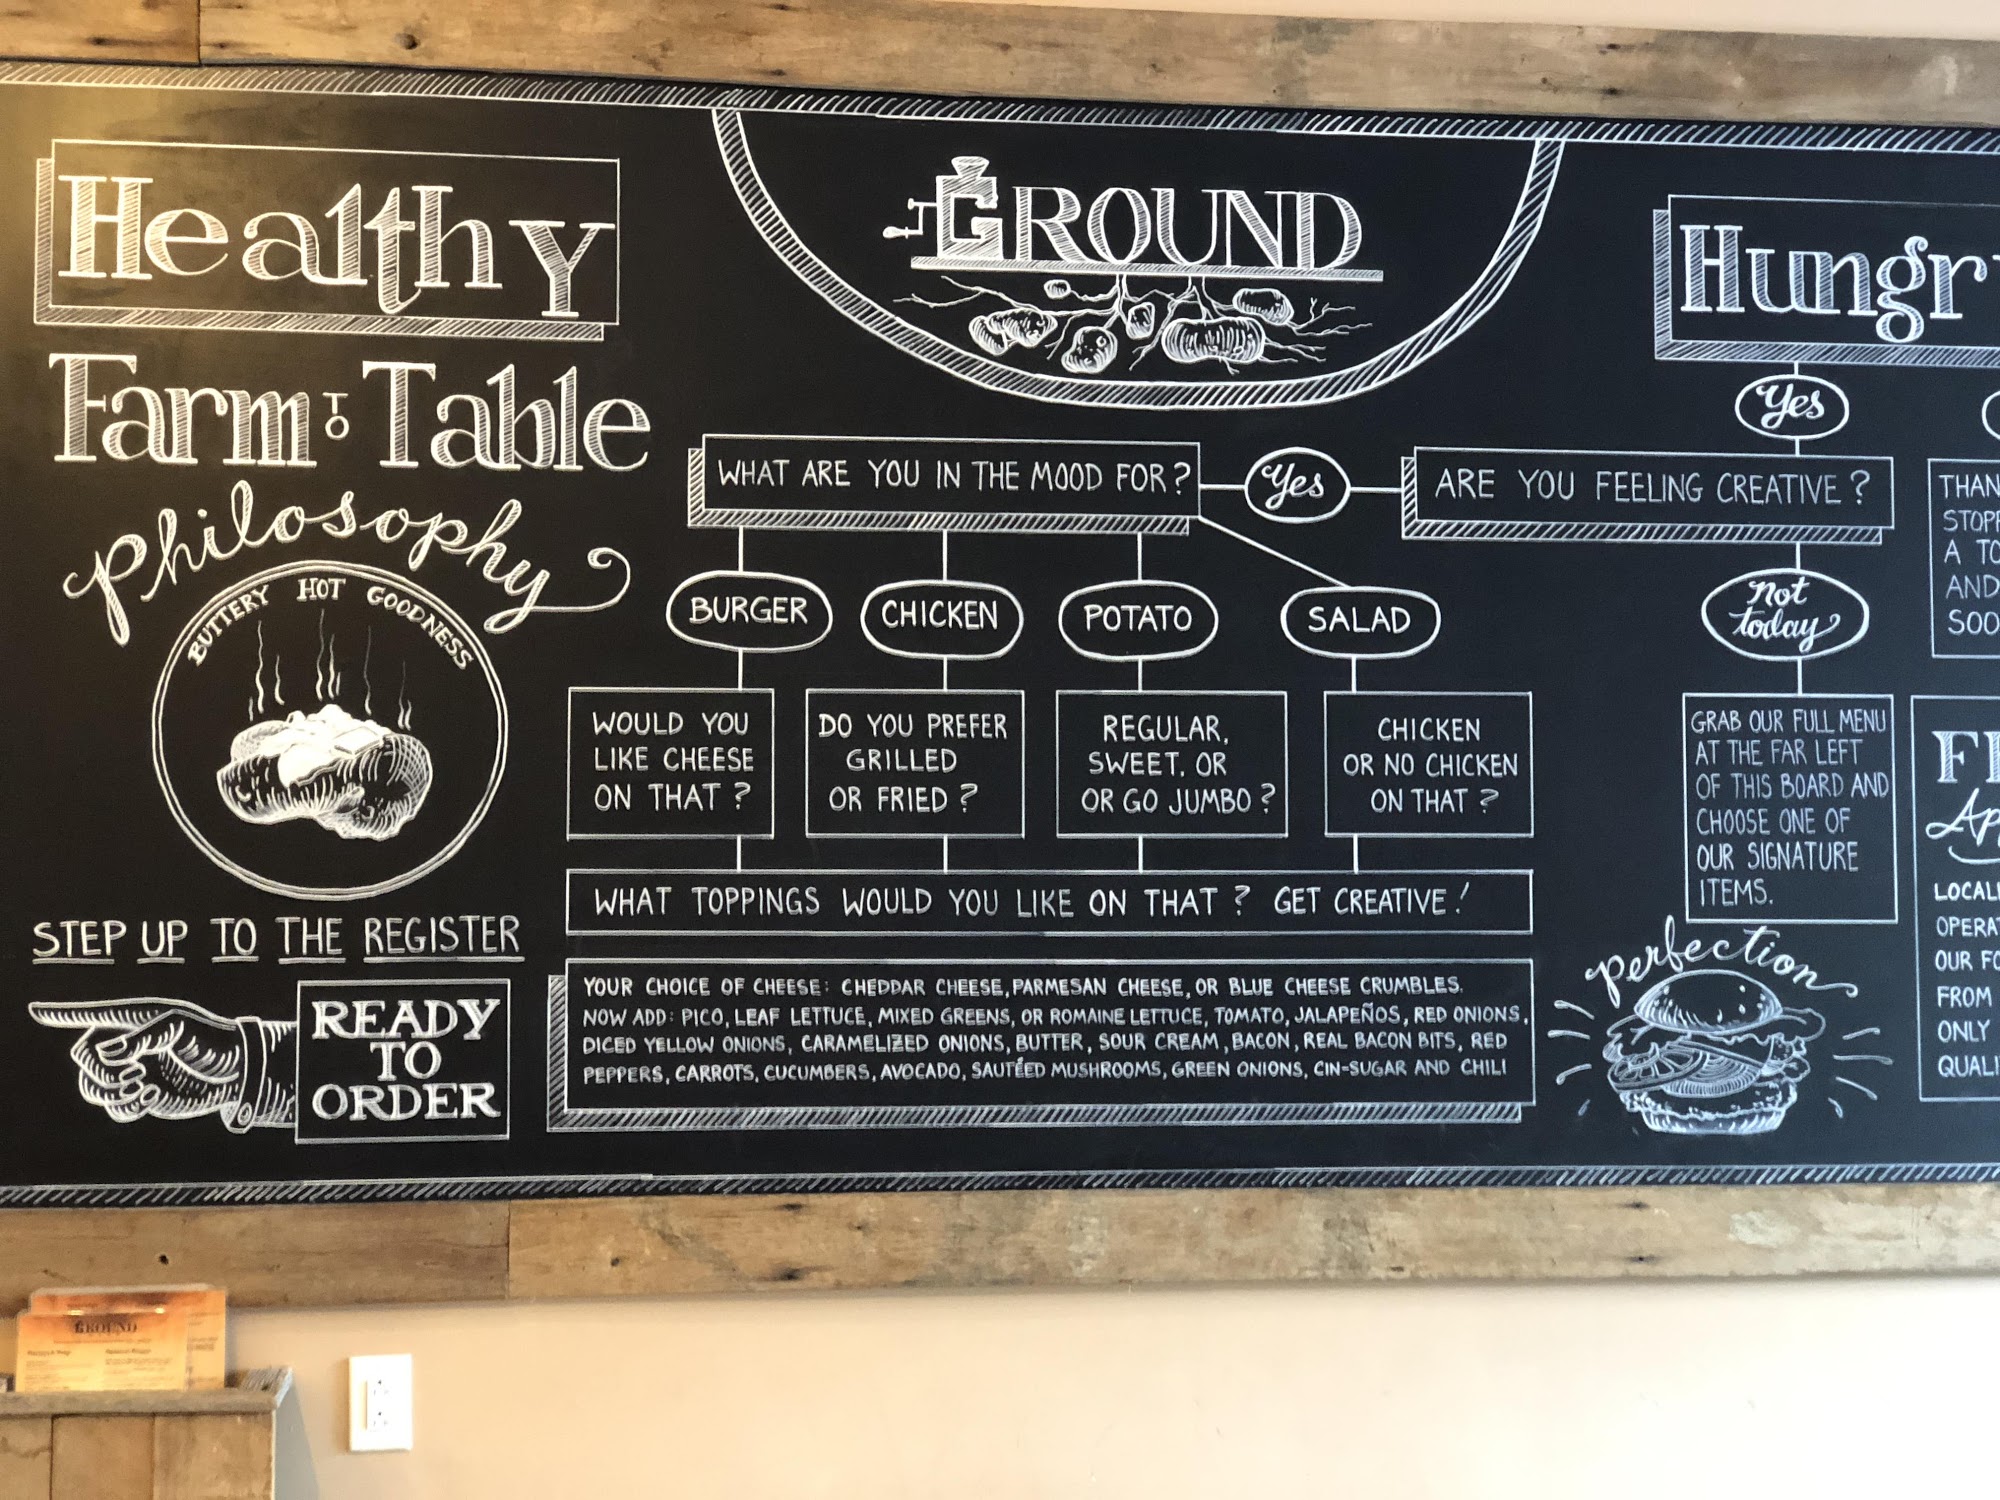 Healthy
Farm TO Table
Philosophy
BUTTERY HOT GOODNESS
STEP UP TO THE REGISTER
READY
TO
ORDER
GROUND
WHAT ARE YOU IN THE MOOD FOR?
Yes
ARE YOU FEELING CREATIVE?
BURGER
CHICKEN
POTATO
SALAD
WOULD YOU
LIKE CHEESE
ON THAT?
DO YOU PREFER
GRILLED
OR FRIED?
REGULAR,
SWEET, OR
OR GO JUMBO?
CHICKEN
OR NO CHICKEN
ON THAT?
WHAT TOPPINGS WOULD YOU LIKE ON THAT? GET CREATIVE!
YOUR CHOICE OF CHEESE: CHEDDAR CHEESE, PARMESAN CHEESE, OR BLUE CHEESE CRUMBLES.
NOW ADD: PICO, LEAF LETTUCE, MIXED GREENS, OR ROMAINE LETTUCE, TOMATO, JALAPEÑOS, RED ONIONS,
DICED YELLOW ONIONS, CARAMELIZED ONIONS, BUTTER, SOUR CREAM, BACON, REAL BACON BITS, RED
PEPPERS, CARROTS, CUCUMBERS, AVOCADO, SAUTÉED MUSHROOMS, GREEN ONIONS, CIN-SUGAR AND CHILI
Hungry
Yes
Not
today
GRAB OUR FULL MENU
AT THE FAR LEFT
OF THIS BOARD AND
CHOOSE ONE OF
OUR SIGNATURE
ITEMS.
Perfection
THAN
STOPP
A TO
AND
SOO
F
Ap
LOCALL
OPERAT
OUR FO
FROM
ONLY
QUALI
GROUND